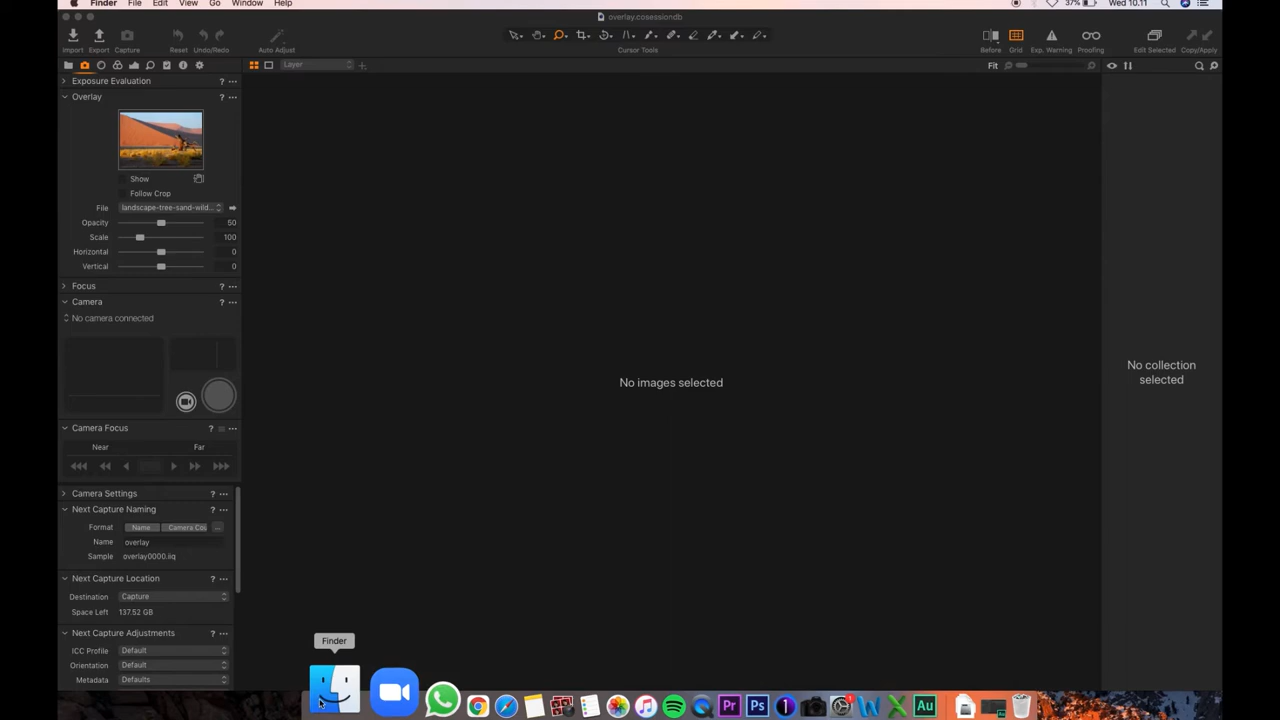 Finder File Edit View Go Window Help 37% Wed 10.11
overlay.cosessiondb
Import Export Capture Reset Undo/Redo Auto Adjust Cursor Tools Before Grid Exp. Warning Proofing Edit Selected Copy/Apply
Layer Fit
Exposure Evaluation ? ...
Overlay ? ...
Show
Follow Crop
File landscape-tree-sand-wild...
Opacity 50
Scale 100
Horizontal 0
Vertical 0
Focus ? ...
Camera ? ...
No camera connected
No images selected
No collection
selected
Camera Focus ? ...
Near Far
Camera Settings ? ...
Next Capture Naming ? ...
Format Name Camera Cou ...
Name overlay
Sample overlay0000.iiq
Next Capture Location ? ...
Destination Capture
Space Left 137.52 GB
Next Capture Adjustments ? ...
ICC Profile Default
Orientation Default
Metadata Defaults
Finder
Pr Ps 1 W X Au